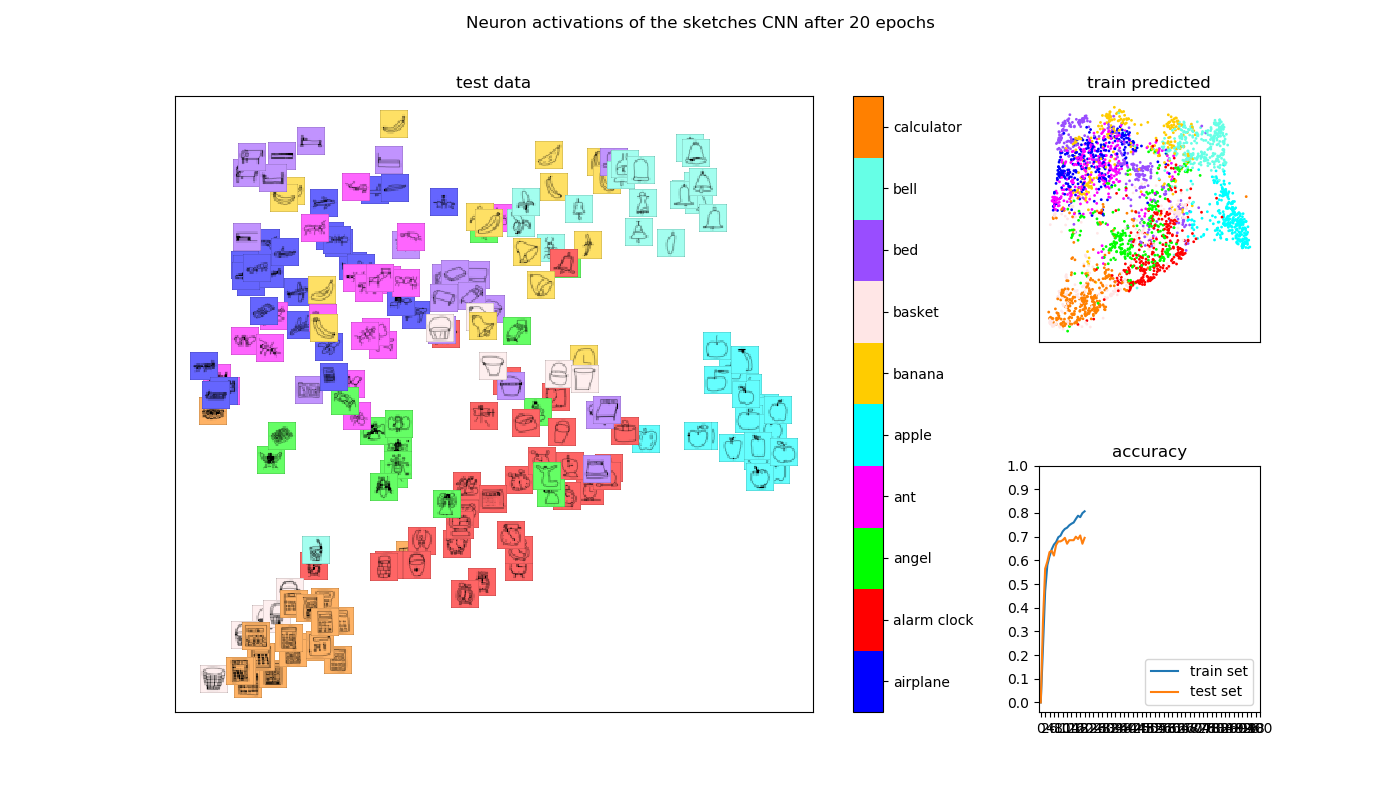 Neuron activations of the sketches CNN after 20 epochs
test data
calculator
bell
bed
basket
banana
apple
ant
angel
alarm clock
airplane
train predicted
accuracy
1.0
0.9
0.8
0.7
0.6
0.5
0.4
0.3
0.2
0.1
0.0
train set
test set